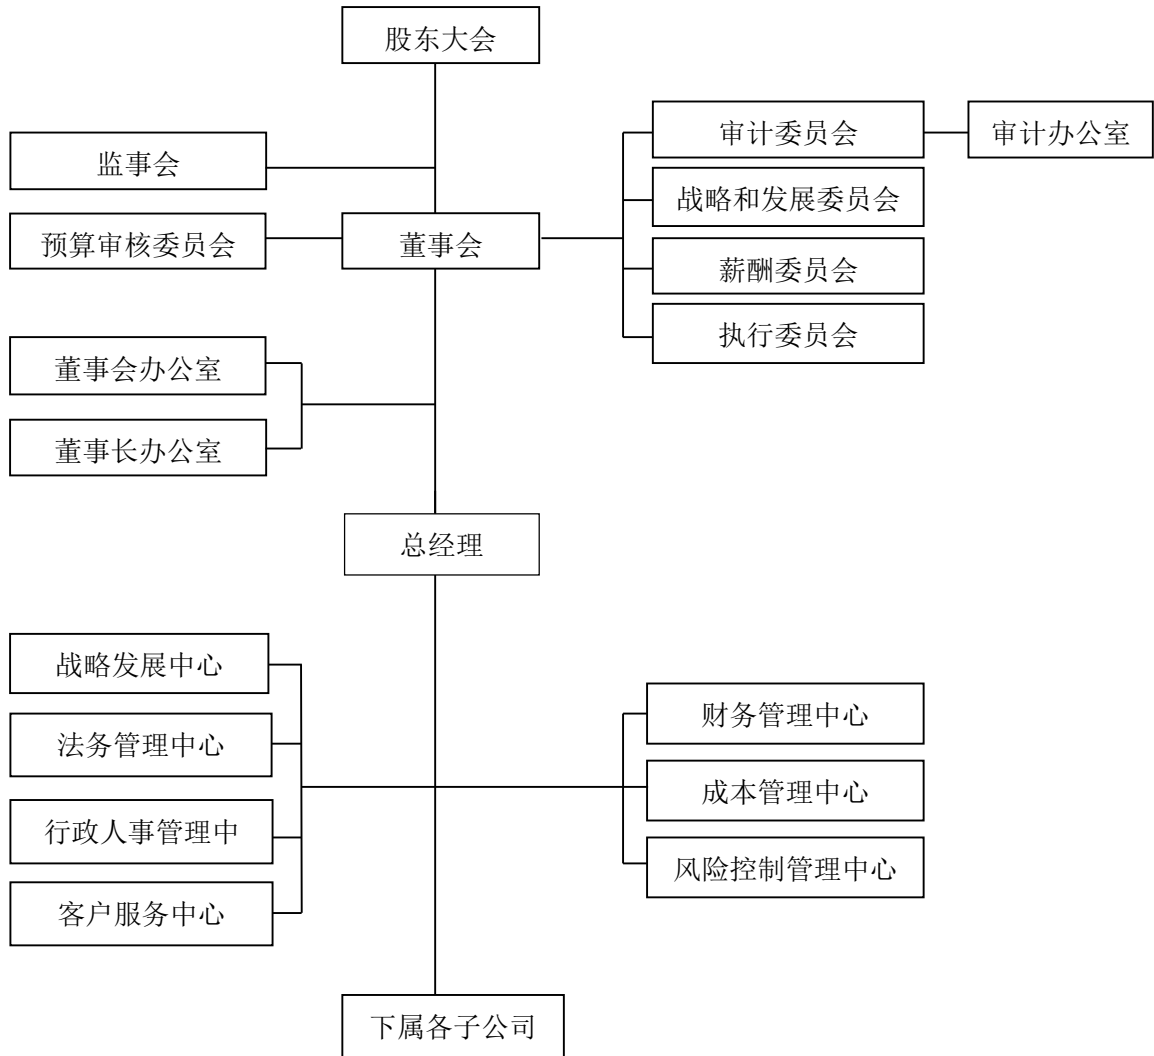 股东大会
审计委员会
审计办公室
监事会
战略和发展委员会
预算审核委员会
董事会
薪酬委员会
执行委员会
董事会办公室
董事长办公室
总经理
战略发展中心
财务管理中心
法务管理中心
成本管理中心
行政人事管理中
风险控制管理中心
客户服务中心
下属各子公司